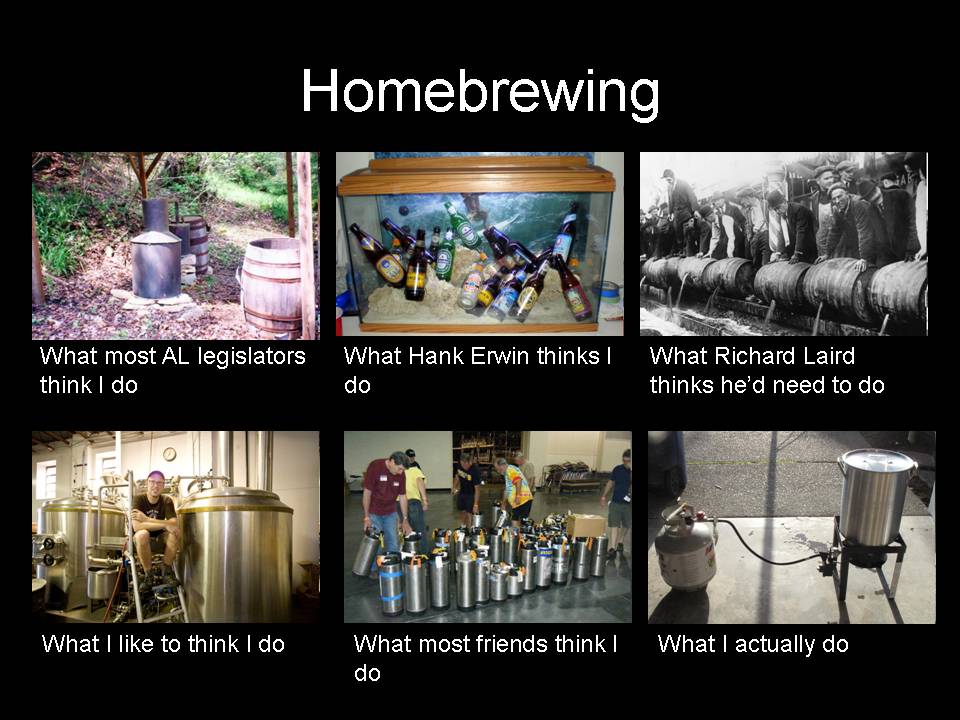 Homebrewing
What most AL legislators
think I do
What Hank Erwin thinks I
do
What Richard Laird
thinks he'd need to do
What I like to think I do
What most friends think I
do
What I actually do